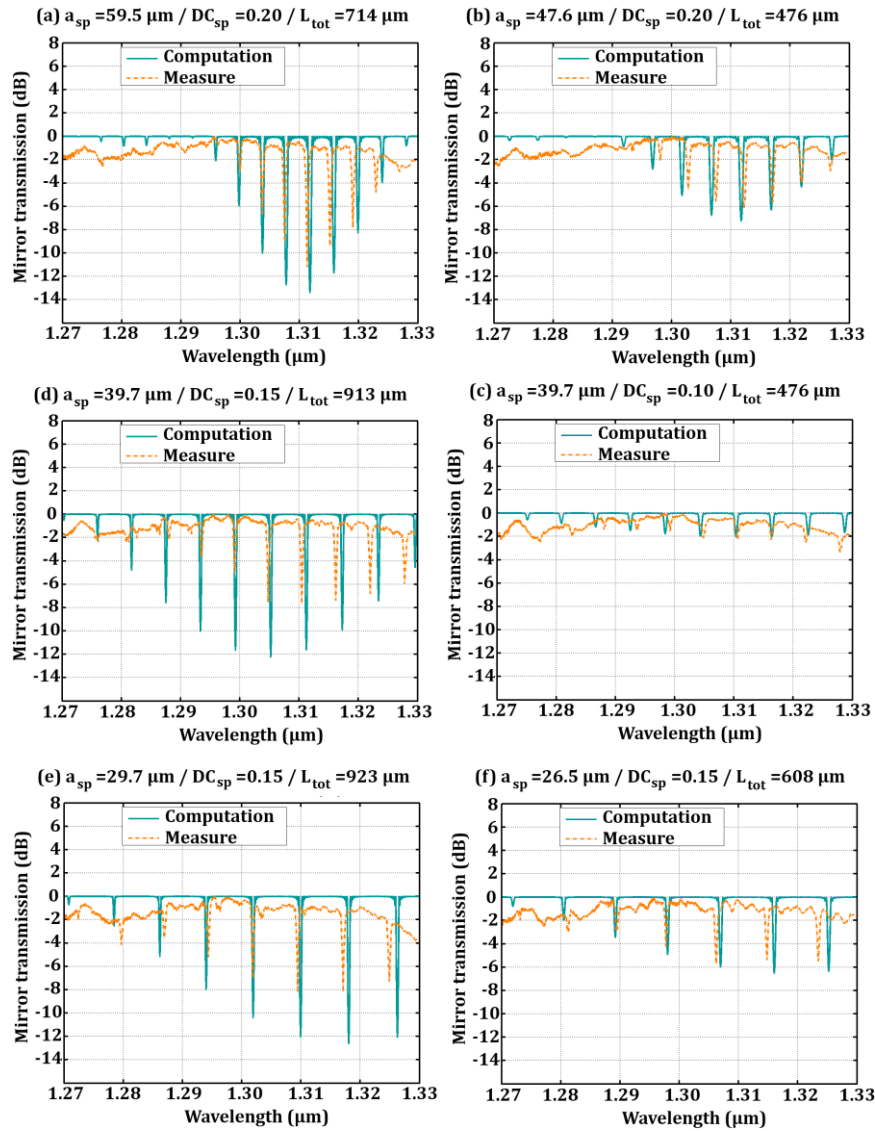 (a) a_sp =59.5 µm / DC_sp =0.20 / L_tot =714 µm
8
6
4
2
0
-2
-4
-6
-8
-10
-12
-14
Mirror transmission (dB)
Computation
Measure
1.27 1.28 1.29 1.30 1.31 1.32 1.33
Wavelength (µm)
(b) a_sp =47.6 µm / DC_sp =0.20 / L_tot =476 µm
8
6
4
2
0
-2
-4
-6
-8
-10
-12
-14
Mirror transmission (dB)
Computation
Measure
1.27 1.28 1.29 1.30 1.31 1.32 1.33
Wavelength (µm)
(d) a_sp =39.7 µm / DC_sp =0.15 / L_tot =913 µm
8
6
4
2
0
-2
-4
-6
-8
-10
-12
-14
Mirror transmission (dB)
Computation
Measure
1.27 1.28 1.29 1.30 1.31 1.32 1.33
Wavelength (µm)
(c) a_sp =39.7 µm / DC_sp =0.10 / L_tot =476 µm
8
6
4
2
0
-2
-4
-6
-8
-10
-12
-14
Mirror transmission (dB)
Computation
Measure
1.27 1.28 1.29 1.30 1.31 1.32 1.33
Wavelength (µm)
(e) a_sp =29.7 µm / DC_sp =0.15 / L_tot =923 µm
8
6
4
2
0
-2
-4
-6
-8
-10
-12
-14
Mirror transmission (dB)
Computation
Measure
1.27 1.28 1.29 1.30 1.31 1.32 1.33
Wavelength (µm)
(f) a_sp =26.5 µm / DC_sp =0.15 / L_tot =608 µm
8
6
4
2
0
-2
-4
-6
-8
-10
-12
-14
Mirror transmission (dB)
Computation
Measure
1.27 1.28 1.29 1.30 1.31 1.32 1.33
Wavelength (µm)